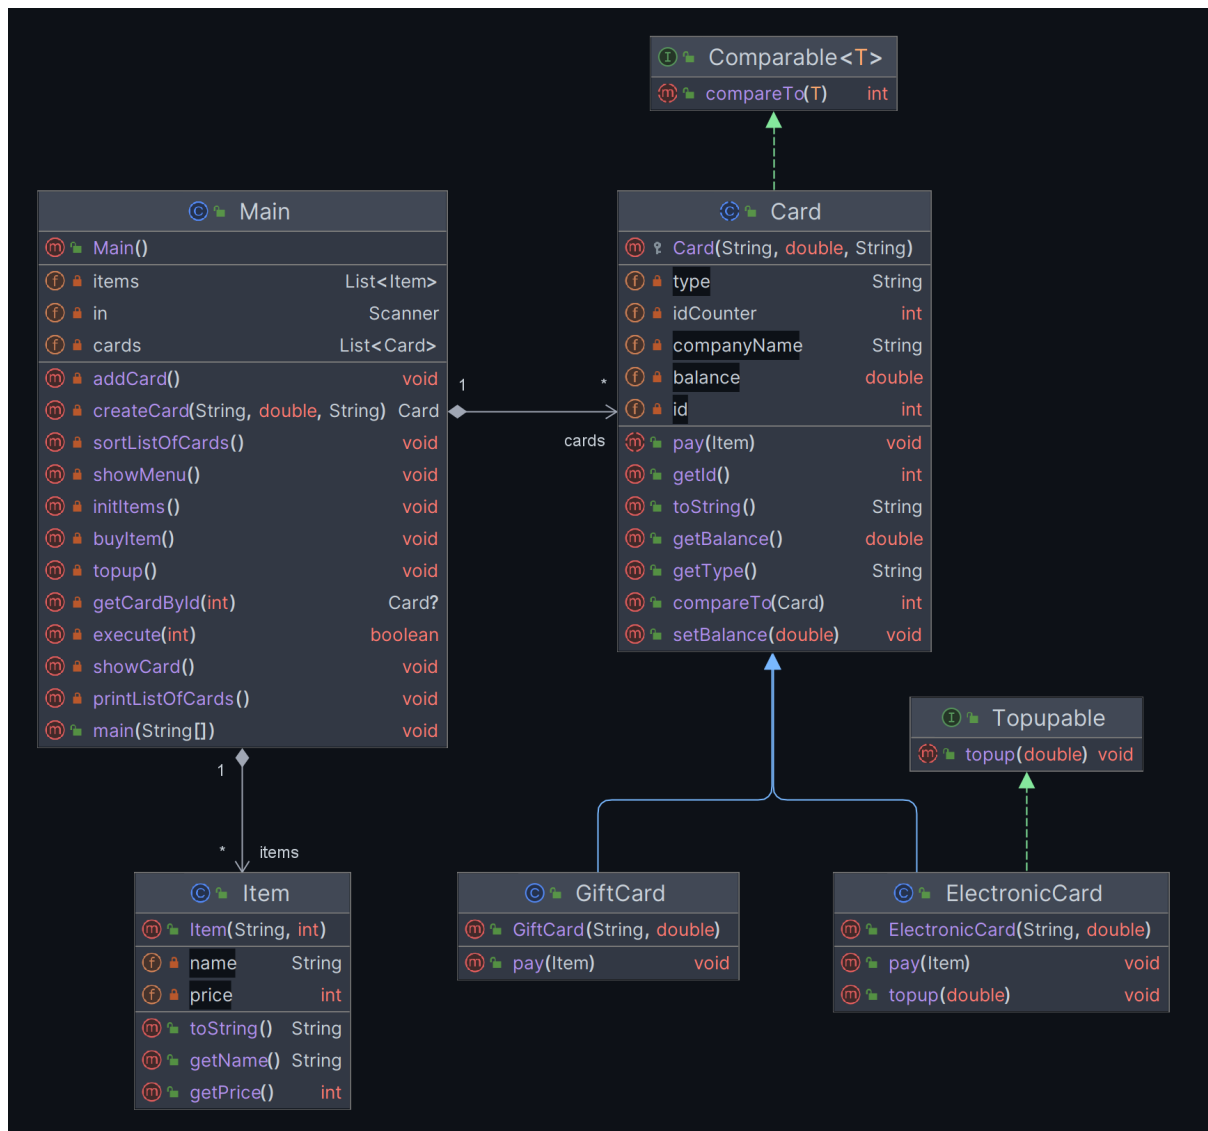 Comparable<T>
compareTo(T) int
Main
Main()
items List<Item>
in Scanner
cards List<Card>
addCard() void
createCard(String, double, String) Card
sortListOfCards() void
showMenu() void
initItems() void
buyItem() void
topup() void
getCardById(int) Card?
execute(int) boolean
showCard() void
printListOfCards() void
main(String[]) void
1
*
cards
Card
Card(String, double, String)
type String
idCounter int
companyName String
balance double
id int
pay(Item) void
getId() int
toString() String
getBalance() double
getType() String
compareTo(Card) int
setBalance(double) void
Topupable
topup(double) void
1
*
items
Item
Item(String, int)
name String
price int
toString() String
getName() String
getPrice() int
GiftCard
GiftCard(String, double)
pay(Item) void
ElectronicCard
ElectronicCard(String, double)
pay(Item) void
topup(double) void